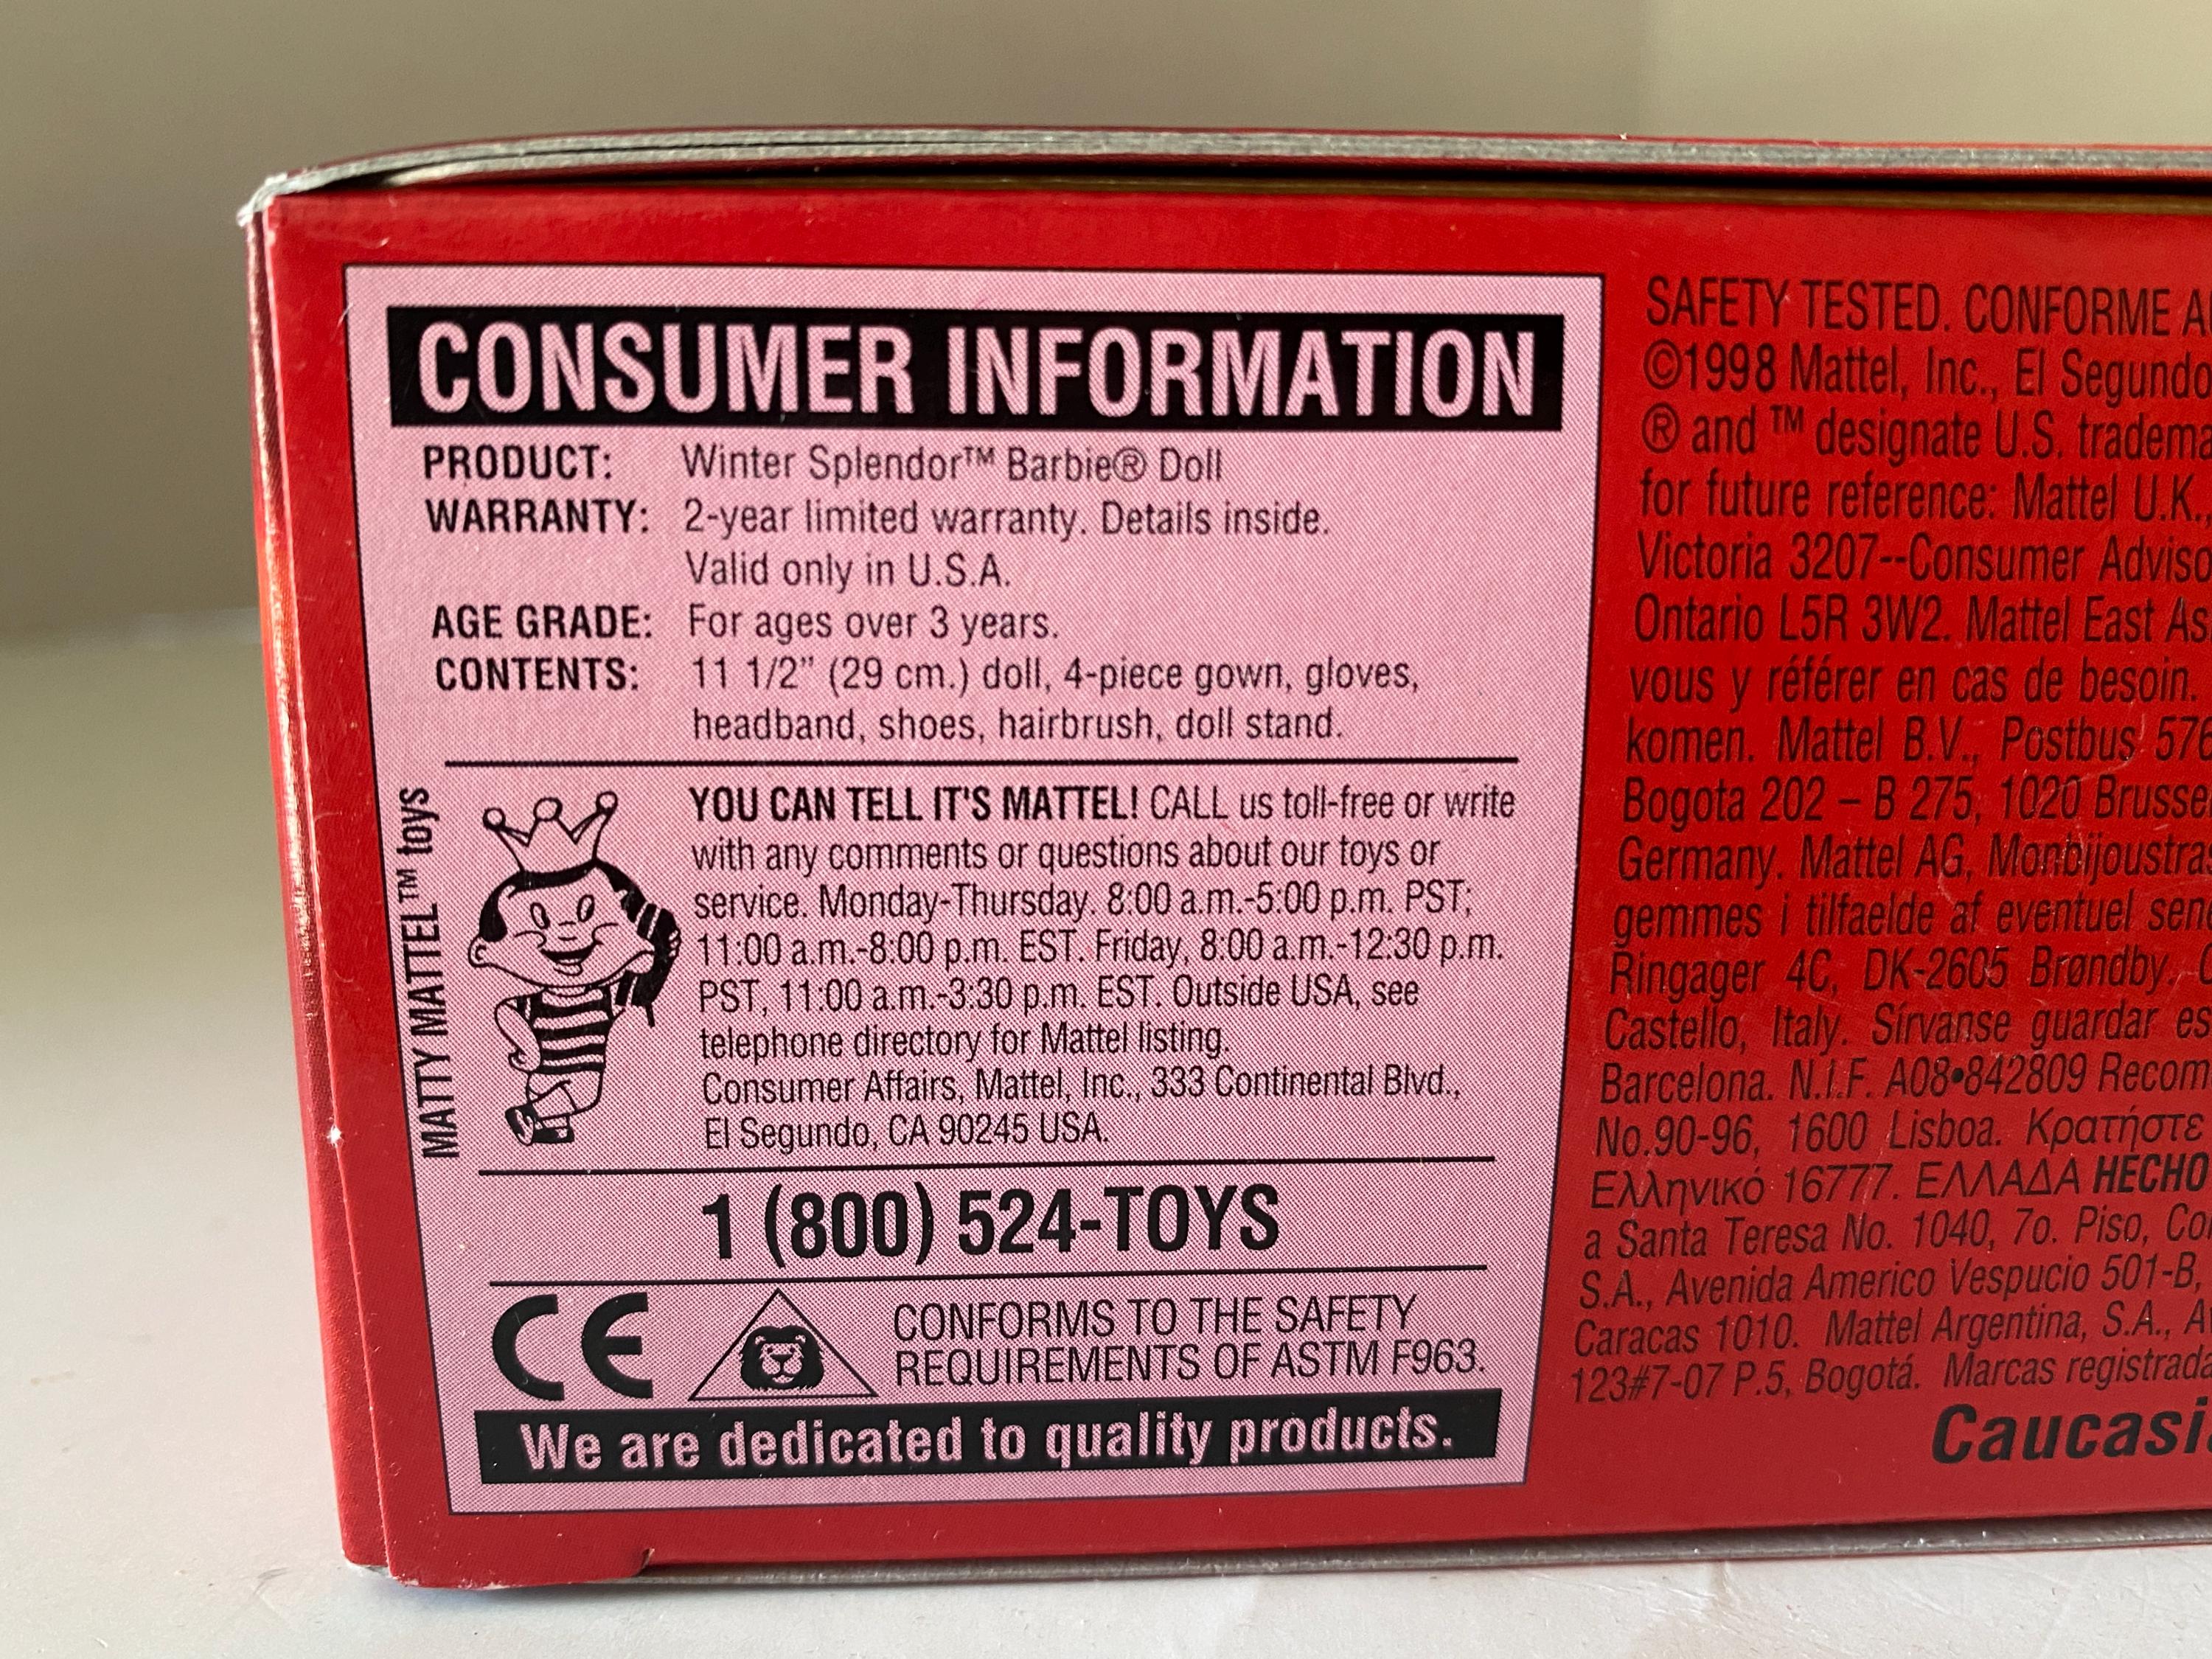 CONSUMER INFORMATION
PRODUCT: Winter Splendor™ Barbie® Doll
WARRANTY: 2-year limited warranty. Details inside.
Valid only in U.S.A.
AGE GRADE: For ages over 3 years.
CONTENTS: 11 1/2" (29 cm.) doll, 4-piece gown, gloves,
headband, shoes, hairbrush, doll stand.
MATTY MATTEL™ toys
YOU CAN TELL IT'S MATTEL! CALL us toll-free or write
with any comments or questions about our toys or
service. Monday-Thursday. 8:00 a.m.-5:00 p.m. PST;
11:00 a.m.-8:00 p.m. EST. Friday, 8:00 a.m.-12:30 p.m.
PST, 11:00 a.m.-3:30 p.m. EST. Outside USA, see
telephone directory for Mattel listing.
Consumer Affairs, Mattel, Inc., 333 Continental Blvd.,
El Segundo, CA 90245 USA.
1 (800) 524-TOYS
CE
CONFORMS TO THE SAFETY
REQUIREMENTS OF ASTM F963.
We are dedicated to quality products.
SAFETY TESTED. CONFORME
©1998 Mattel, Inc., El Segundo
® and ™ designate U.S.
for future reference: Mattel U.K.
Victoria 3207--Consumer
Ontario L5R 3W2. Mattel East
vous y référer en cas de besoin.
komen. Mattel B.V., Postbus
Bogota 202 – B 275, 1020
Germany. Mattel AG,
gemmes i tilfaelde af eventuel
Ringager 4C, DK-2605 Brøndby.
Castello, Italy. Sírvanse guardar
Barcelona. N.I.F. A08•842809
No.90-96, 1600 Lisboa. Κρατήστε
Ελληνικό 16777. ΕΛΛΑΔΑ HECHO
a Santa Teresa No. 1040, 7o. Piso,
S.A., Avenida Americo Vespucio 501-B,
Caracas 1010. Mattel Argentina, S.A.,
123#7-07 P.5, Bogotá. Marcas